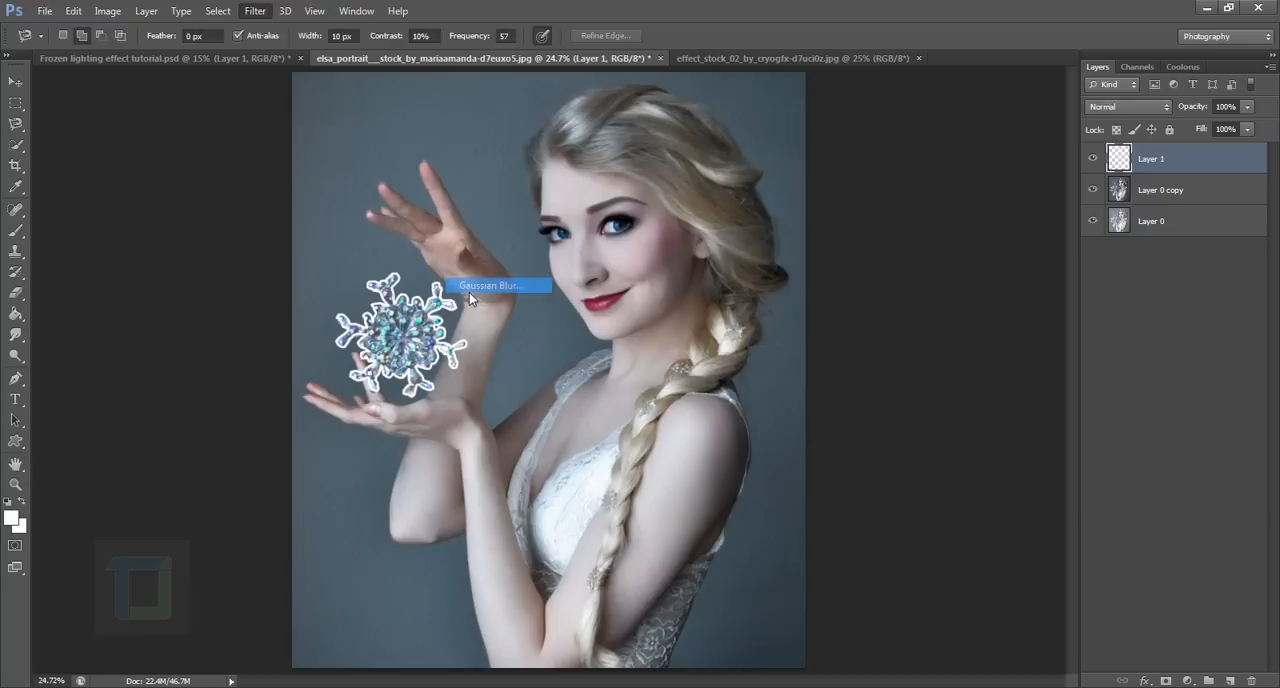 Ps File Edit Image Layer Type Select Filter 3D View Window Help
Feather: 0 px Anti-alias Width: 10 px Contrast: 10% Frequency: 57 Refine Edge... Photography
Frozen lighting effect tutorial.psd @ 15% (Layer 1, RGB/8*) * × elsa_portrait__stock_by_mariaamanda-d7euxo5.jpg @ 24.7% (Layer 1, RGB/8*) * × effect_stock_02_by_cryogfx-d7uci0z.jpg @ 25% (RGB/8*) ×
Layers Channels Coolorus
Kind
Normal Opacity: 100%
Lock: Fill: 100%
Layer 1
Layer 0 copy
Layer 0
Gaussian Blur...
24.72% Doc: 22.4M/46.7M